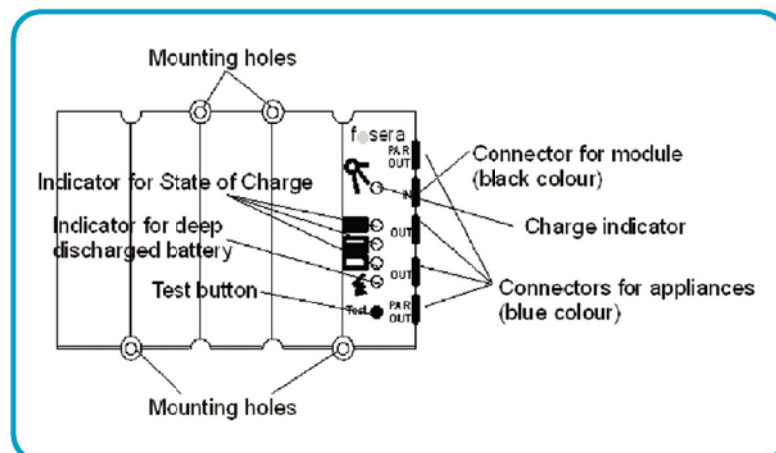 Mounting holes
fosera
PAR
OUT
Connector for module
(black colour)
IN
Indicator for State of Charge
OUT
Charge indicator
Indicator for deep
discharged battery
OUT
Connectors for appliances
(blue colour)
Test button
Test
PAR
OUT
Mounting holes